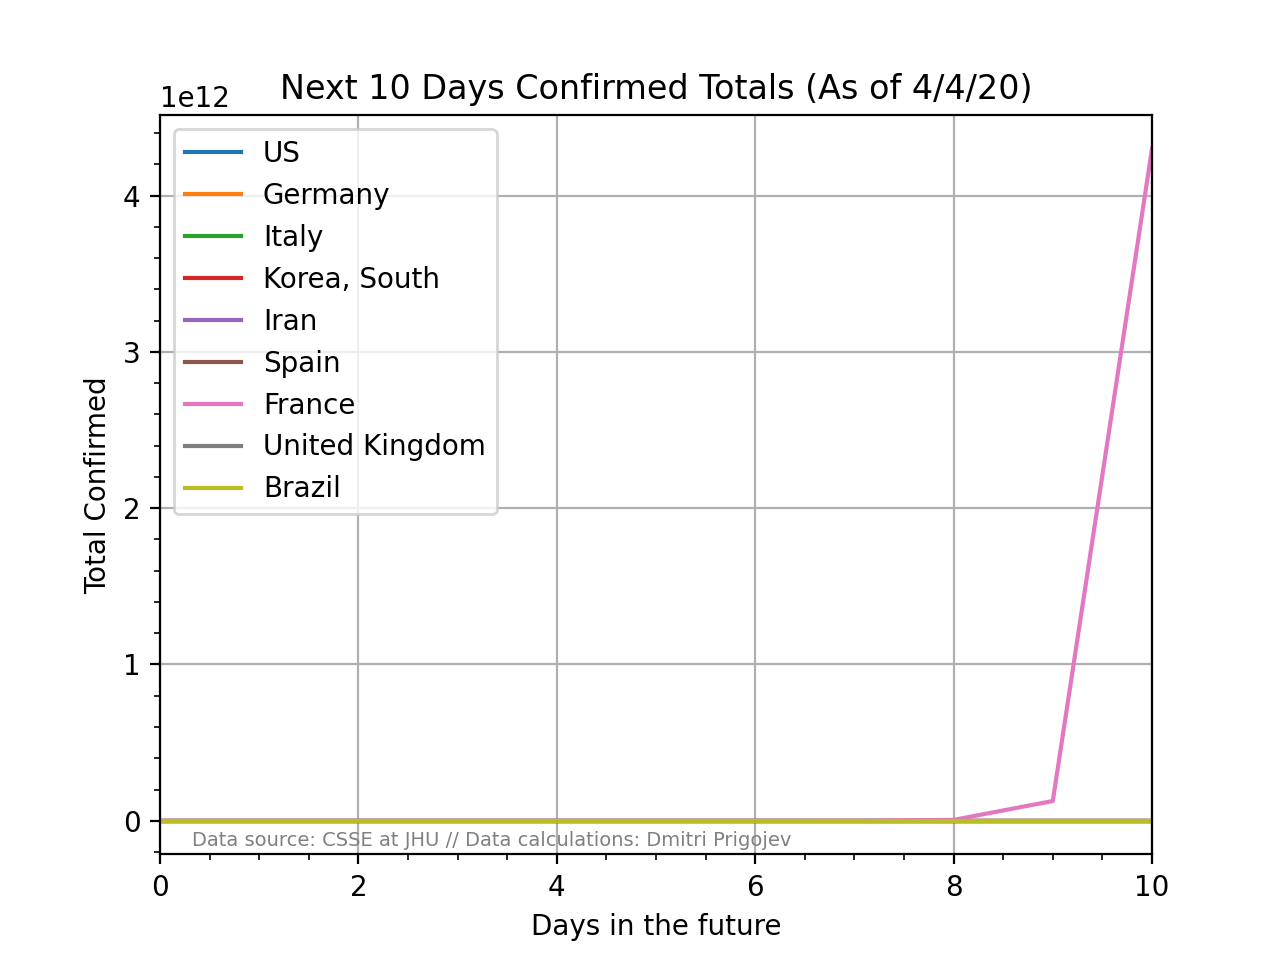 Next 10 Days Confirmed Totals (As of 4/4/20)
1e12
US
Germany
Italy
Korea, South
Iran
Spain
France
United Kingdom
Brazil
4
3
2
1
0
Total Confirmed
Data source: CSSE at JHU // Data calculations: Dmitri Prigojev
0 2 4 6 8 10
Days in the future